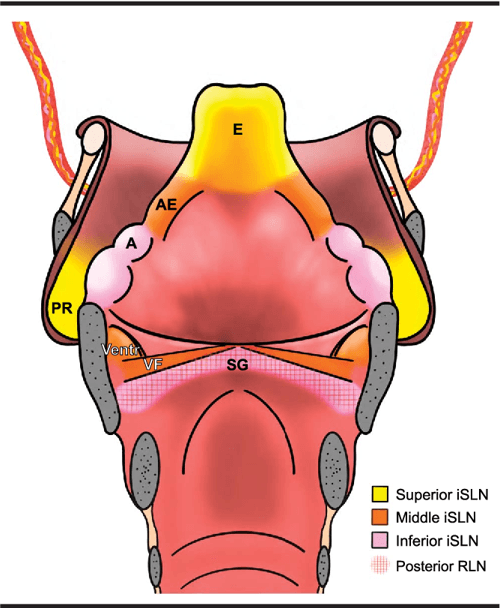 E
AE
A
PR
Ventr
VF
SG
Superior iSLN
Middle iSLN
Inferior iSLN
Posterior RLN